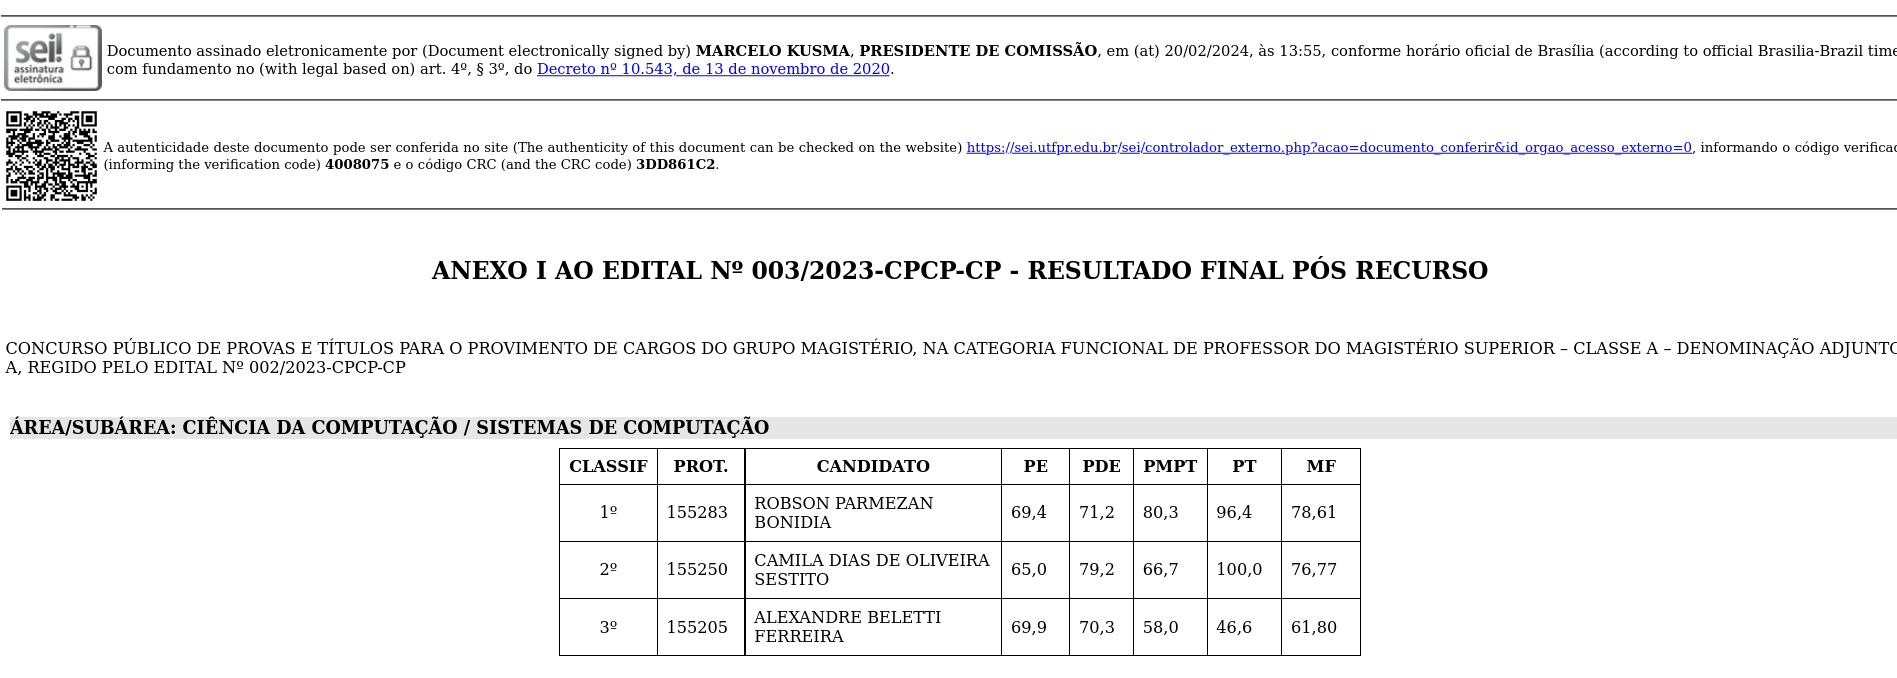 sei!
assinatura
eletrônica
Documento assinado eletronicamente por (Document electronically signed by) MARCELO KUSMA, PRESIDENTE DE COMISSÃO, em (at) 20/02/2024, às 13:55, conforme horário oficial de Brasília (according to official Brasilia-Brazil time
com fundamento no (with legal based on) art. 4º, § 3º, do Decreto nº 10.543, de 13 de novembro de 2020.
A autenticidade deste documento pode ser conferida no site (The authenticity of this document can be checked on the website) https://sei.utfpr.edu.br/sei/controlador_externo.php?acao=documento_conferir&id_orgao_acesso_externo=0, informando o código verificad
(informing the verification code) 4008075 e o código CRC (and the CRC code) 3DD861C2.
ANEXO I AO EDITAL Nº 003/2023-CPCP-CP - RESULTADO FINAL PÓS RECURSO
CONCURSO PÚBLICO DE PROVAS E TÍTULOS PARA O PROVIMENTO DE CARGOS DO GRUPO MAGISTÉRIO, NA CATEGORIA FUNCIONAL DE PROFESSOR DO MAGISTÉRIO SUPERIOR – CLASSE A – DENOMINAÇÃO ADJUNTO
A, REGIDO PELO EDITAL Nº 002/2023-CPCP-CP
ÁREA/SUBÁREA: CIÊNCIA DA COMPUTAÇÃO / SISTEMAS DE COMPUTAÇÃO
CLASSIF PROT. CANDIDATO PE PDE PMPT PT MF
1º 155283 ROBSON PARMEZAN BONIDIA 69,4 71,2 80,3 96,4 78,61
2º 155250 CAMILA DIAS DE OLIVEIRA SESTITO 65,0 79,2 66,7 100,0 76,77
3º 155205 ALEXANDRE BELETTI FERREIRA 69,9 70,3 58,0 46,6 61,80